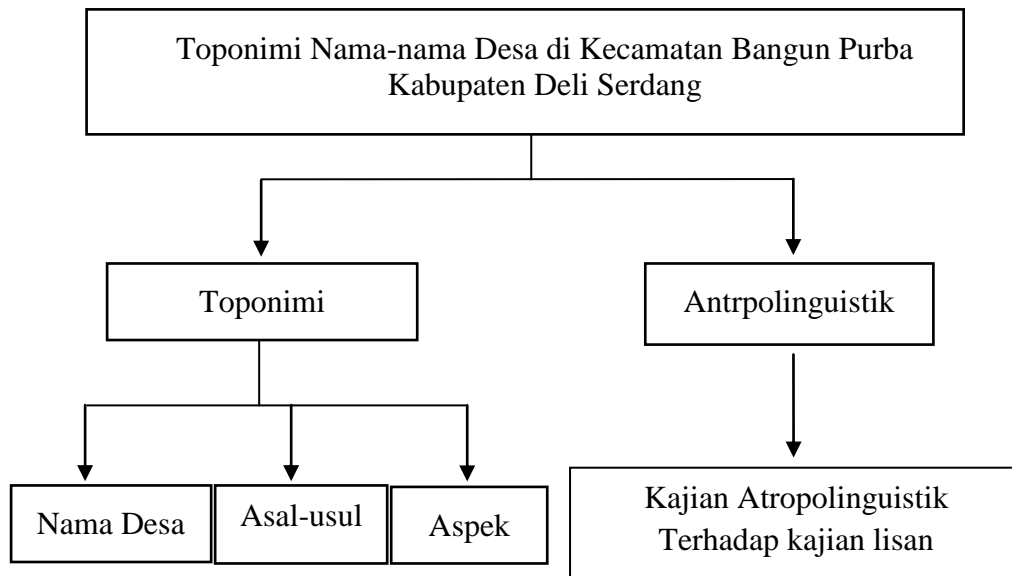 Toponimi Nama-nama Desa di Kecamatan Bangun Purba
Kabupaten Deli Serdang
Toponimi
Antrpolinguistik
Nama Desa
Asal-usul
Aspek
Kajian Atropolinguistik
Terhadap kajian lisan